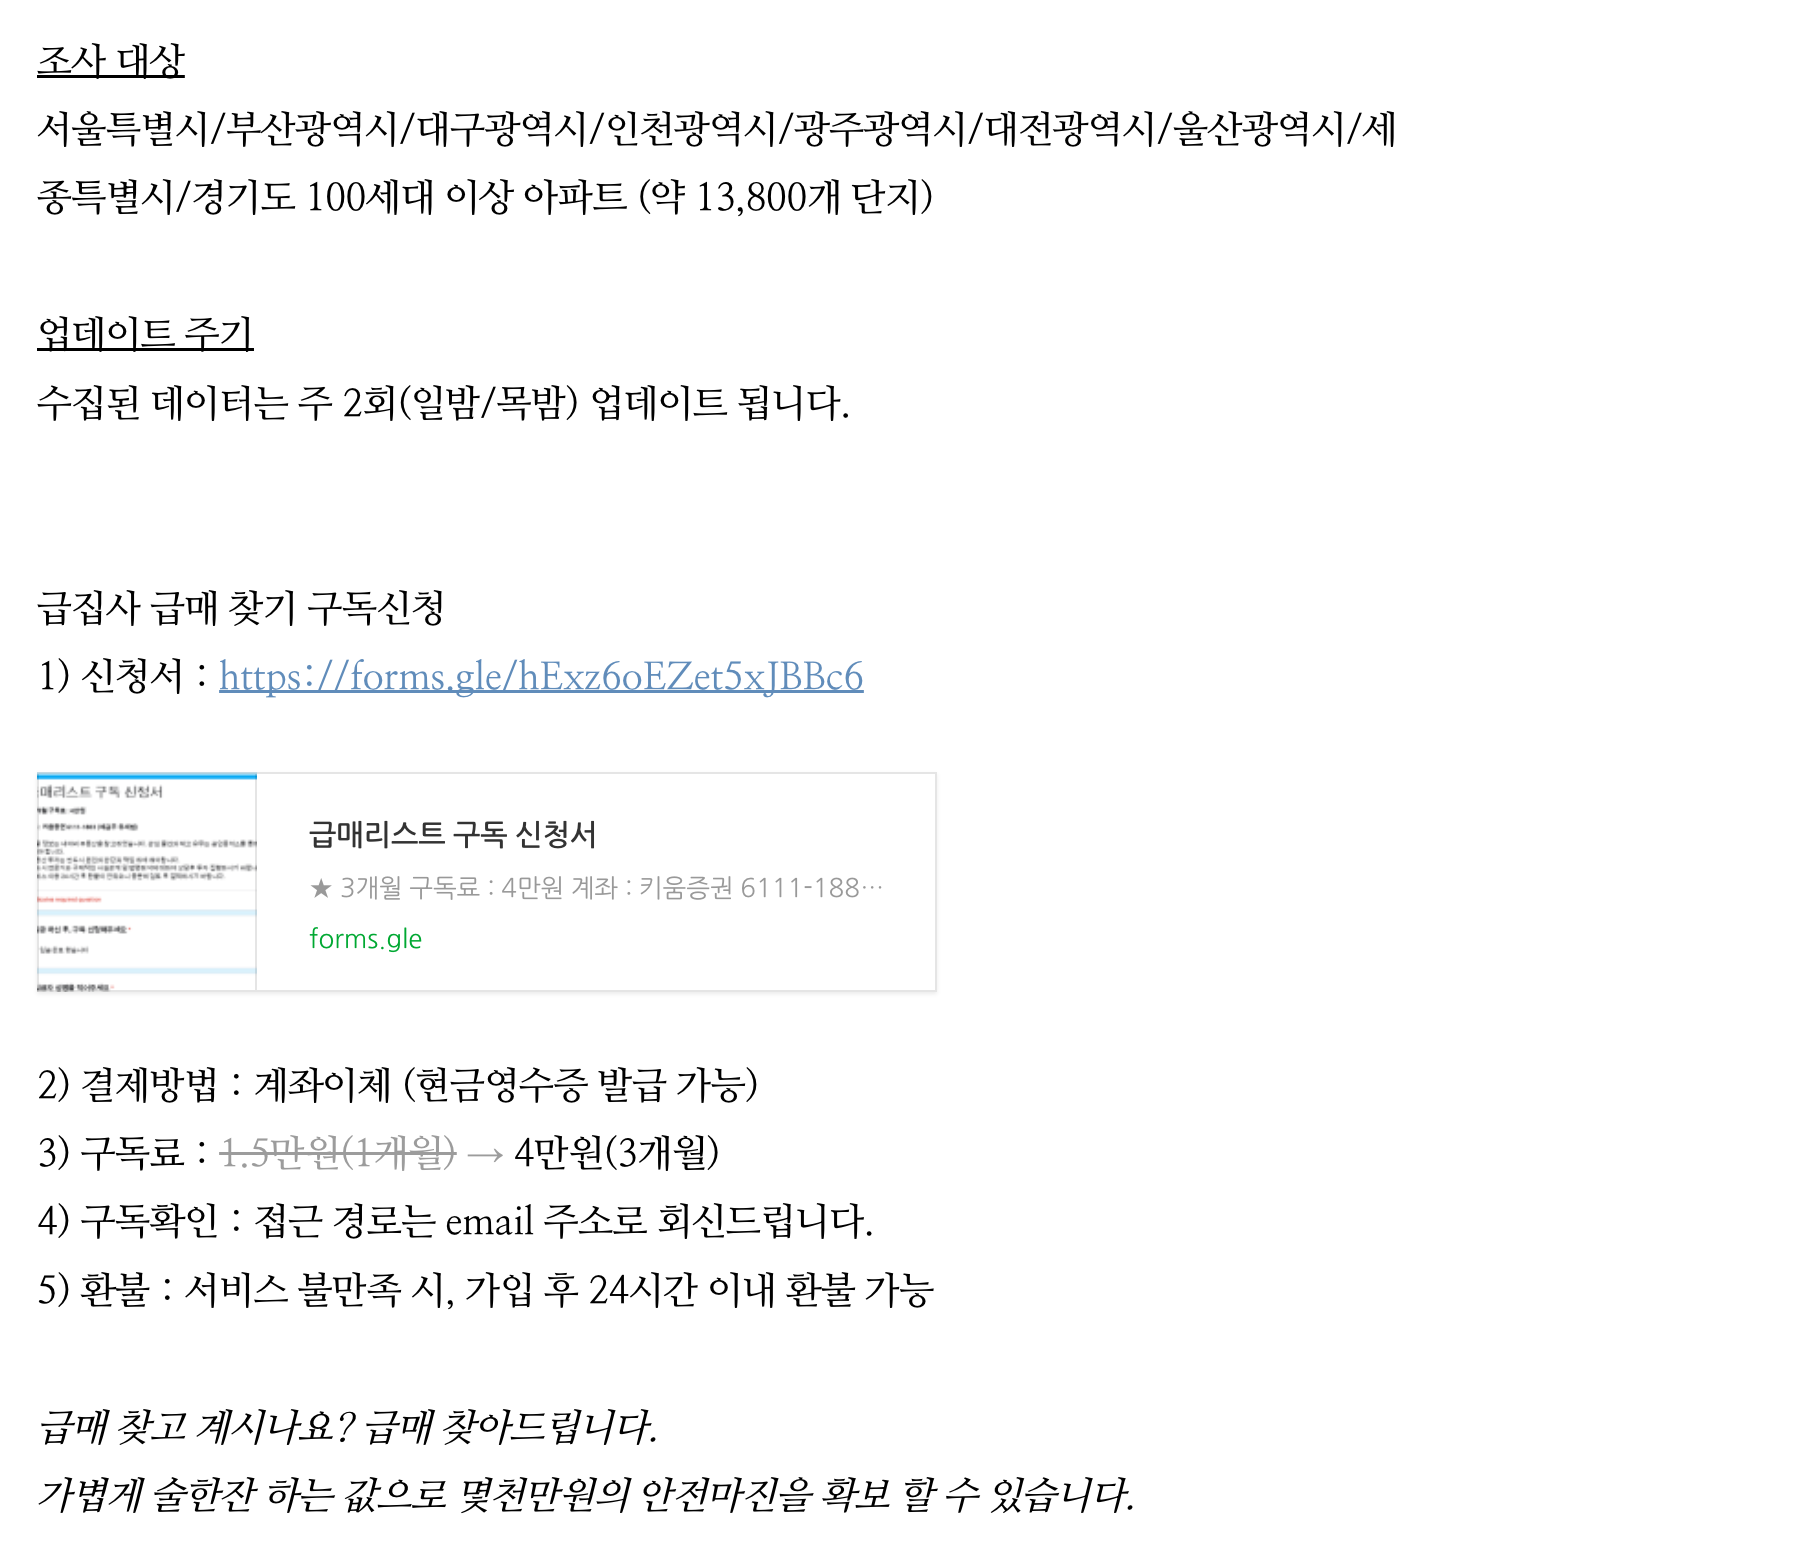 조사 대상
서울특별시/부산광역시/대구광역시/인천광역시/광주광역시/대전광역시/울산광역시/세
종특별시/경기도 100세대 이상 아파트 (약 13,800개 단지)
업데이트 주기
수집된 데이터는 주 2회(일밤/목밤) 업데이트 됩니다.
급집사 급매 찾기 구독신청
1) 신청서 : https://forms.gle/hExz6oEZet5xJBBc6
매리스트 구독 신청서
급매리스트 구독 신청서
★ 3개월 구독료 : 4만원 계좌 : 키움증권 6111-188…
forms.gle
2) 결제방법 : 계좌이체 (현금영수증 발급 가능)
3) 구독료 : 1.5만원(1개월) → 4만원(3개월)
4) 구독확인 : 접근 경로는 email 주소로 회신드립니다.
5) 환불 : 서비스 불만족 시, 가입 후 24시간 이내 환불 가능
급매 찾고 계시나요? 급매 찾아드립니다.
가볍게 술한잔 하는 값으로 몇천만원의 안전마진을 확보 할 수 있습니다.